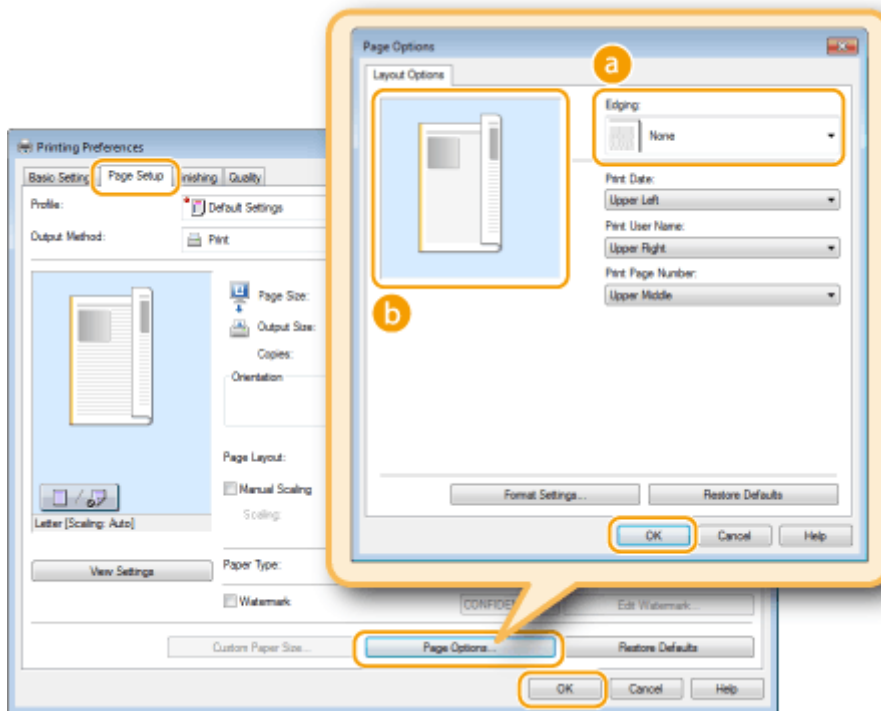 Page Options
Layout Options
a
Edging:
None
Print Date:
Upper Left
Print User Name:
Upper Right
Print Page Number:
Upper Middle
b
Format Settings...
Restore Defaults
OK
Cancel
Help
Printing Preferences
Basic Setting
Page Setup
inishing
Quality
Profile:
Default Settings
Output Method:
Print
Page Size:
Output Size:
Copies:
Orientation
Page Layout:
Manual Scaling
Scaling:
Letter [Scaling: Auto]
View Settings
Paper Type:
Watermark
CONFIDEN
Edit Watermark...
Custom Paper Size...
Page Options...
Restore Defaults
OK
Cancel
Help